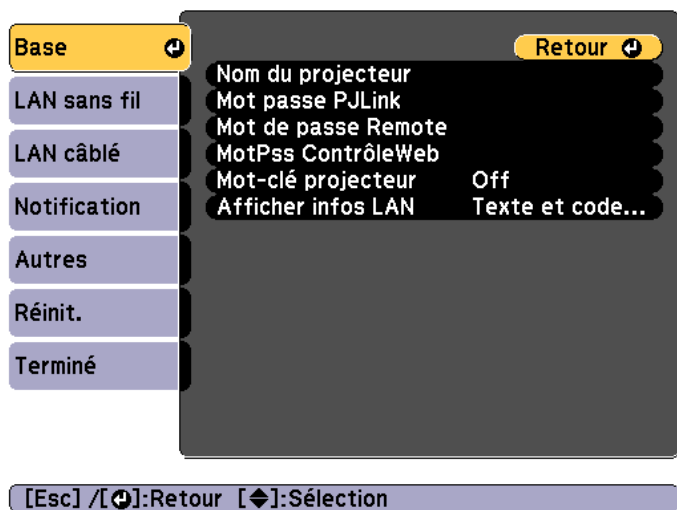 Base
Retour
Nom du projecteur
Mot passe PJLink
Mot de passe Remote
MotPss ContrôleWeb
Mot-clé projecteur Off
Afficher infos LAN Texte et code...
LAN sans fil
LAN câblé
Notification
Autres
Réinit.
Terminé
[Esc] /[⏎]:Retour [◆]:Sélection